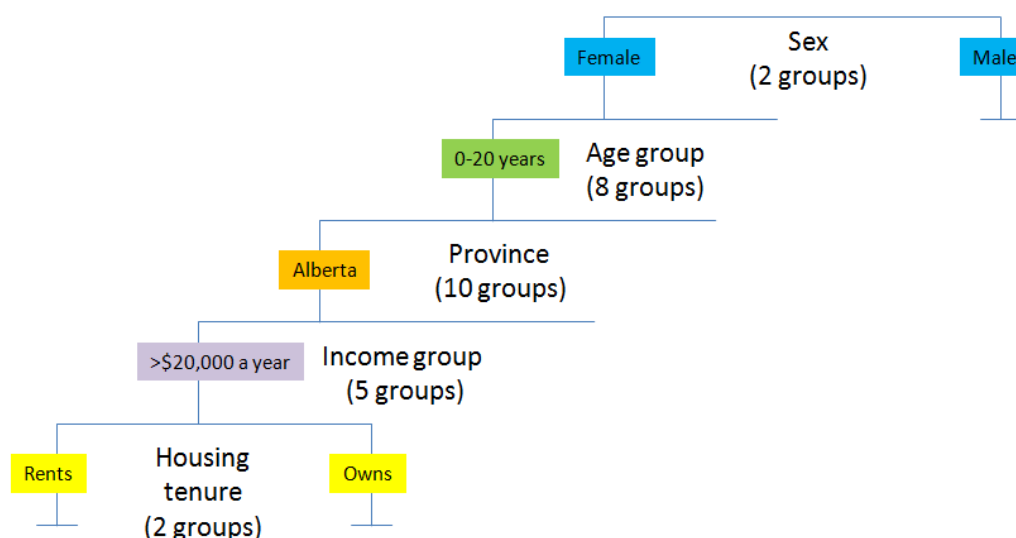 Sex
Female
(2 groups)
Male
0-20 years
Age group
(8 groups)
Province
Alberta
(10 groups)
>$20,000 a year
Income group
(5 groups)
Rents
Housing
tenure
(2 groups)
Owns